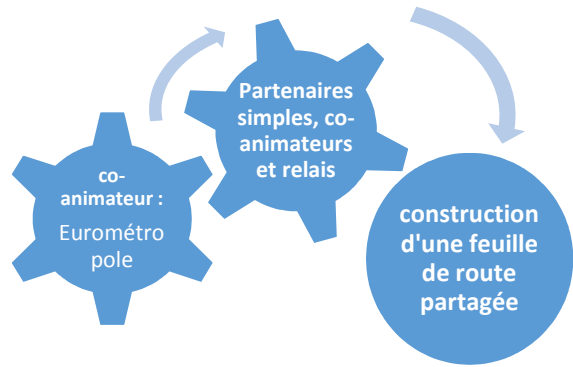 co-
animateur :
Eurométro
pole
Partenaires
simples, co-
animateurs
et relais
construction
d'une feuille
de route
partagée